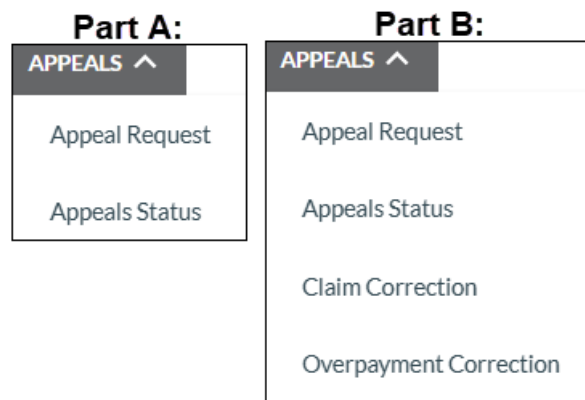 Part A:
APPEALS
Appeal Request
Appeals Status
Part B:
APPEALS
Appeal Request
Appeals Status
Claim Correction
Overpayment Correction